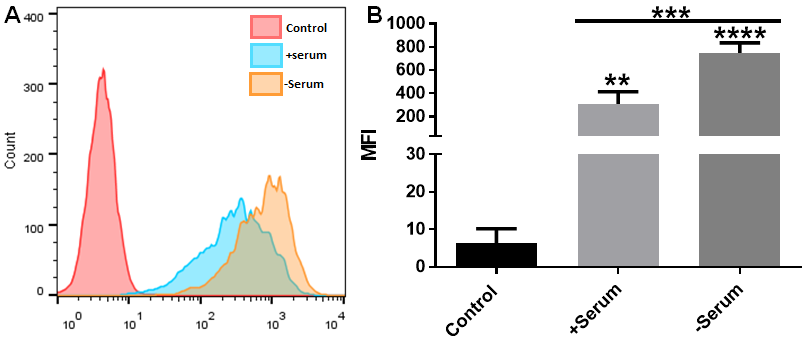 A
400
300
200
100
0
Count
10⁰ 10¹ 10² 10³ 10⁴
Control
+serum
-Serum
B
1000
800
600
400
200
30
20
10
0
MFI
***
**
****
Control
+Serum
-Serum